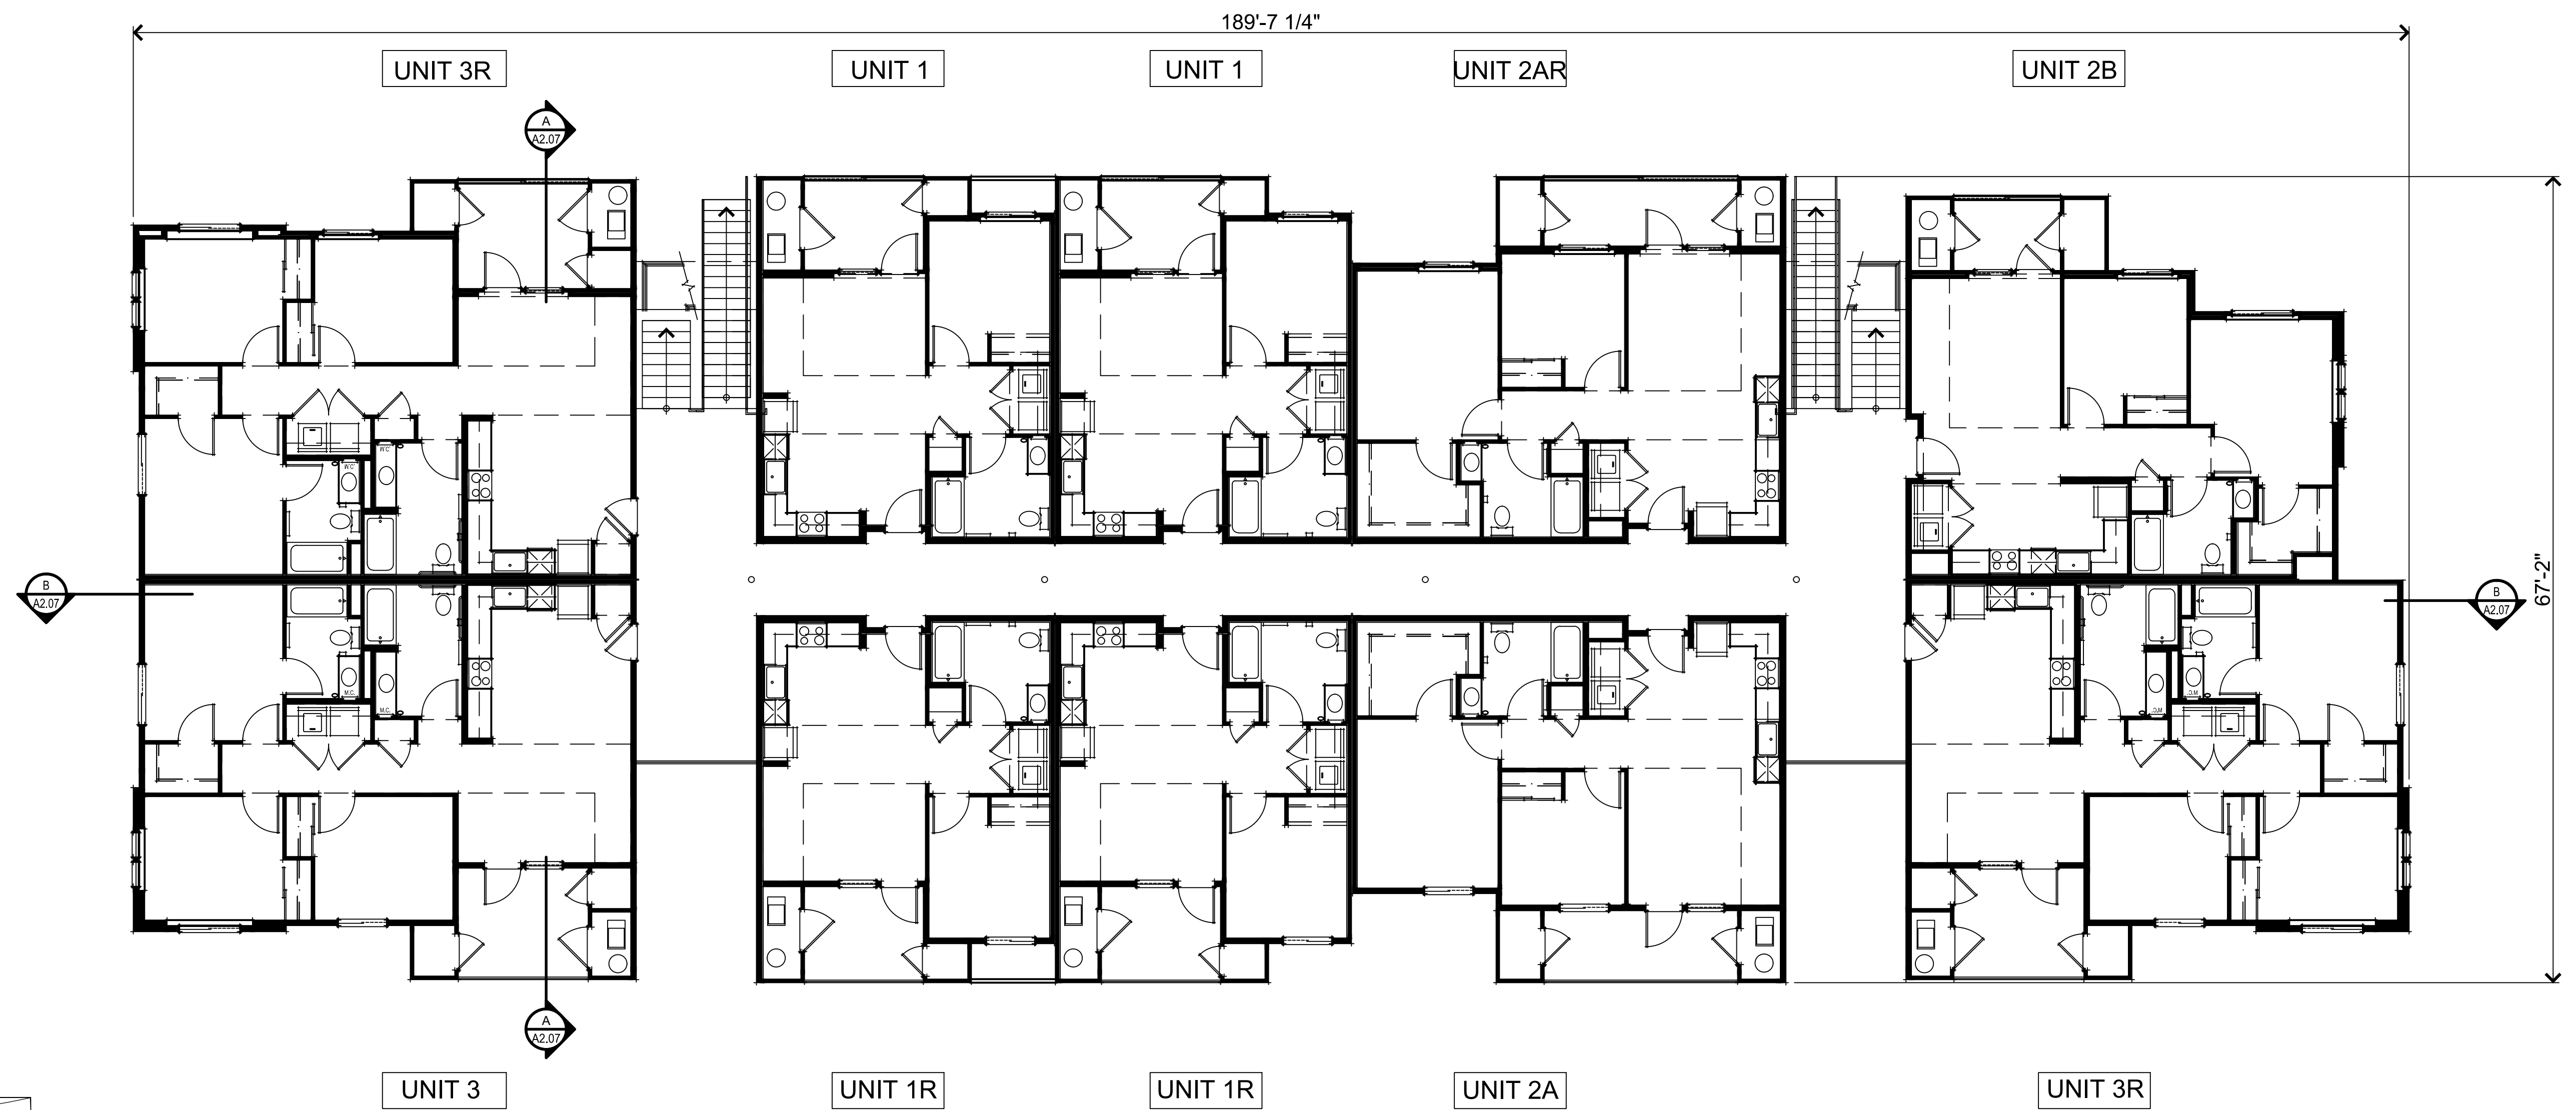 189'-7 1/4"
UNIT 3R
UNIT 1
UNIT 1
UNIT 2AR
UNIT 2B
A
A2.07
M.C.
M.C.
B
A2.07
67'-2"
B
A2.07
M.C.
M.C.
M.C.
M.C.
A
A2.07
UNIT 3
UNIT 1R
UNIT 1R
UNIT 2A
UNIT 3R